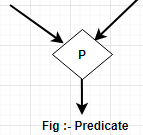 P
Fig :- Predicate